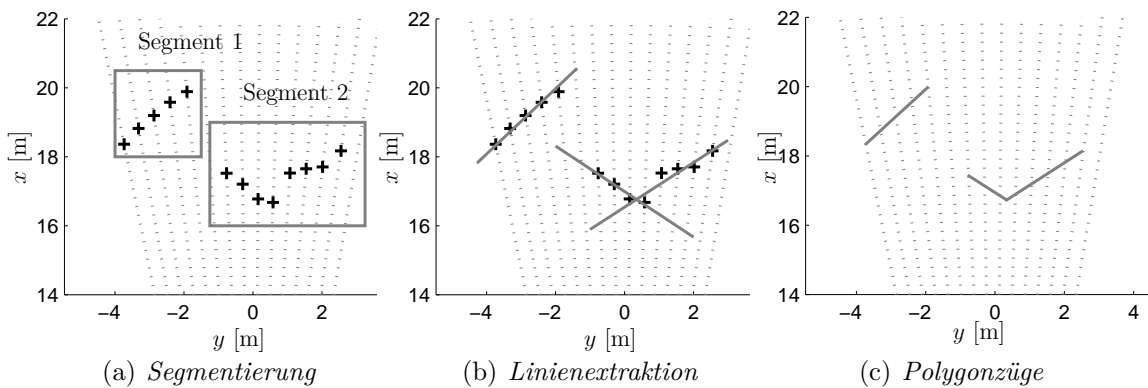 Segment 1
Segment 2
22
20
18
16
14
x [m]
−4 −2 0 2
y [m]
(a) Segmentierung
22
20
18
16
14
x [m]
−4 −2 0 2
y [m]
(b) Linienextraktion
22
20
18
16
14
x [m]
−4 −2 0 2 4
y [m]
(c) Polygonzüge